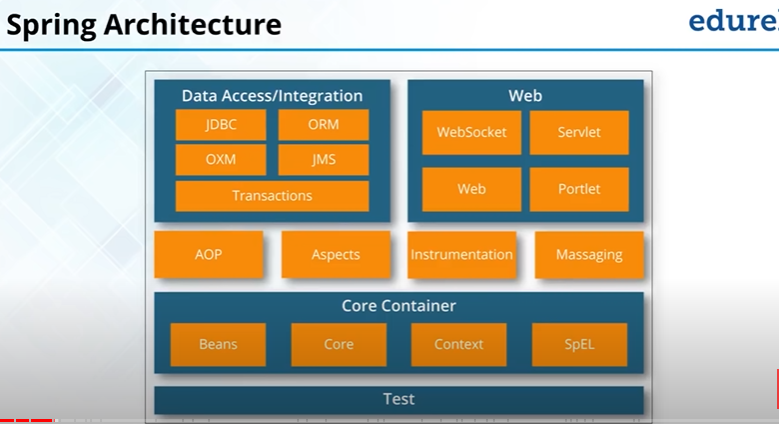 Spring Architecture
edure
Data Access/Integration
JDBC
ORM
OXM
JMS
Transactions
Web
WebSocket
Servlet
Web
Portlet
AOP
Aspects
Instrumentation
Massaging
Core Container
Beans
Core
Context
SpEL
Test